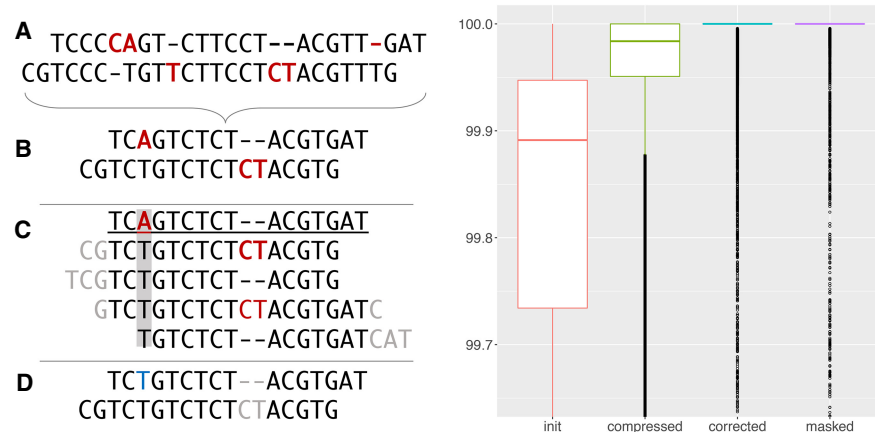 A
TCCCCAGT-CTTCCT--ACGTT-GAT
CGTCCC-TGTTCTTCCTCTACGTTTG
B
TCAGTCTCT--ACGTGAT
CGTCTGTCTCTCTACGTG
C
TCAGTCTCT--ACGTGAT
CGTCTGTCTCTCTACGTG
TCGTCTGTCTCT--ACGTG
GTCTGTCTCTCTACGTGATC
TGTCTCT--ACGTGATCAT
D
TCTGTCTCT--ACGTGAT
CGTCTGTCTCTCTACGTG
100.0
99.9
99.8
99.7
init compressed corrected masked